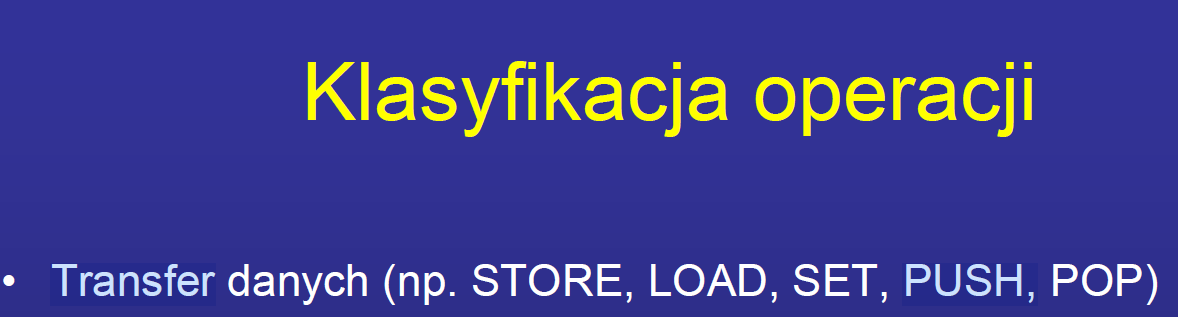 Klasyfikacja operacji
• Transfer danych (np. STORE, LOAD, SET, PUSH, POP)